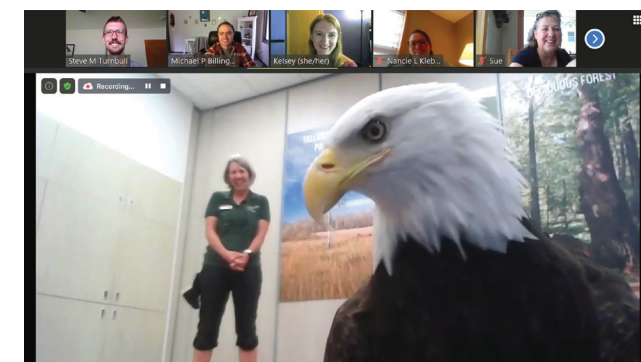 Steve M Turnbull
Michael P Billing...
Kelsey (she/her)
Nancie L Kleb...
Sue
Recording...
DECIDUOUS FOREST